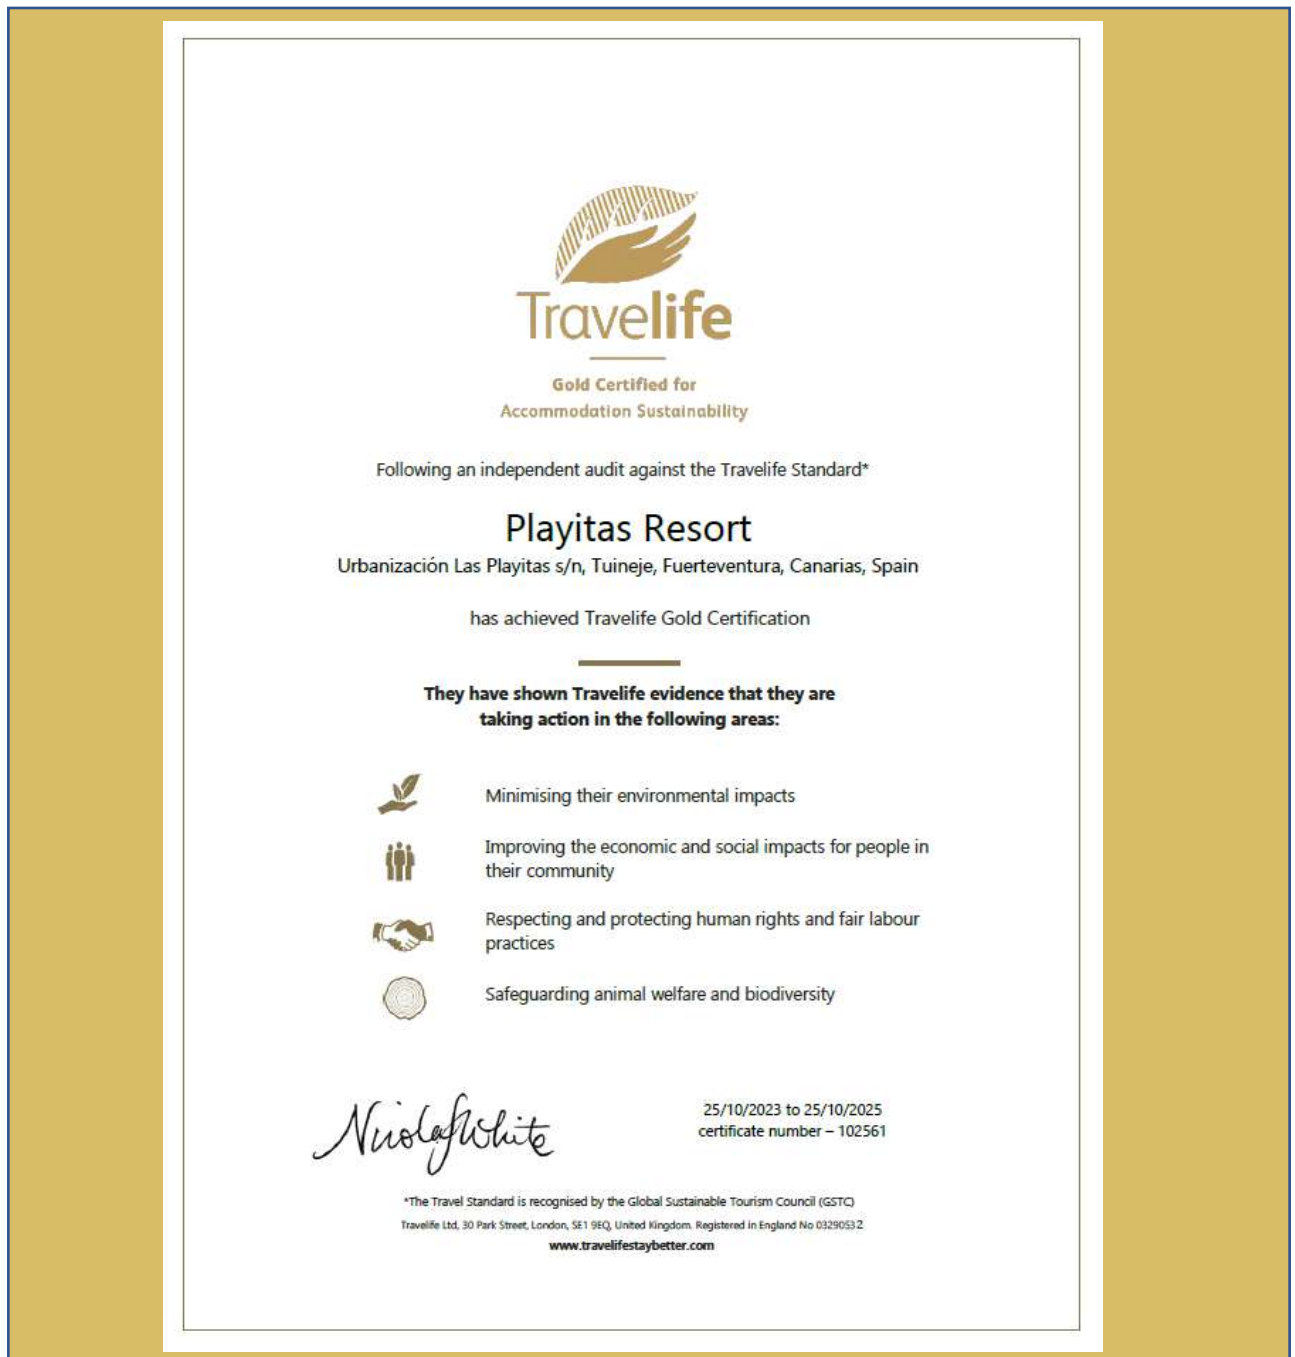 Travelife
Gold Certified for
Accommodation Sustainability
Following an independent audit against the Travelife Standard*
Playitas Resort
Urbanización Las Playitas s/n, Tuineje, Fuerteventura, Canarias, Spain
has achieved Travelife Gold Certification
They have shown Travelife evidence that they are
taking action in the following areas:
Minimising their environmental impacts
Improving the economic and social impacts for people in
their community
Respecting and protecting human rights and fair labour
practices
Safeguarding animal welfare and biodiversity
25/10/2023 to 25/10/2025
certificate number – 102561
*The Travel Standard is recognised by the Global Sustainable Tourism Council (GSTC)
Travelife Ltd, 30 Park Street, London, SE1 9EQ, United Kingdom. Registered in England No 03290532
www.travelifestaybetter.com